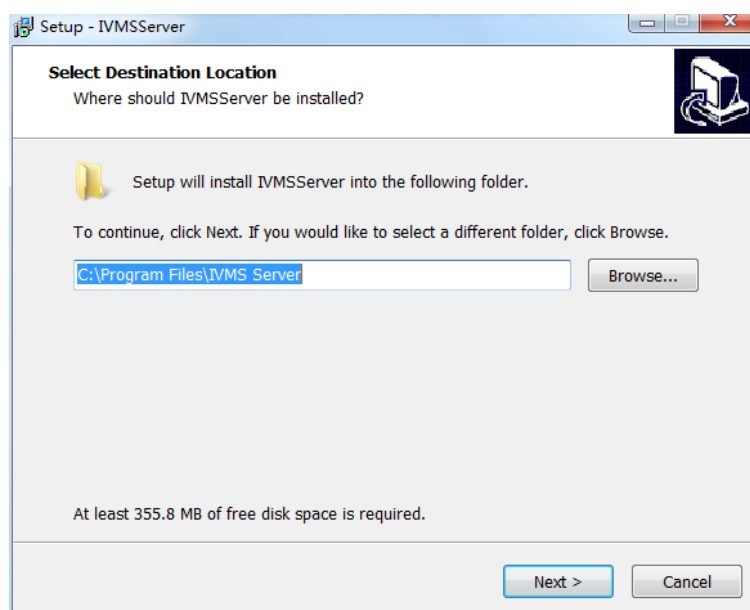 Setup - IVMSServer
Select Destination Location
Where should IVMSServer be installed?
Setup will install IVMSServer into the following folder.
To continue, click Next. If you would like to select a different folder, click Browse.
C:\Program Files\IVMS Server
Browse...
At least 355.8 MB of free disk space is required.
Next >
Cancel